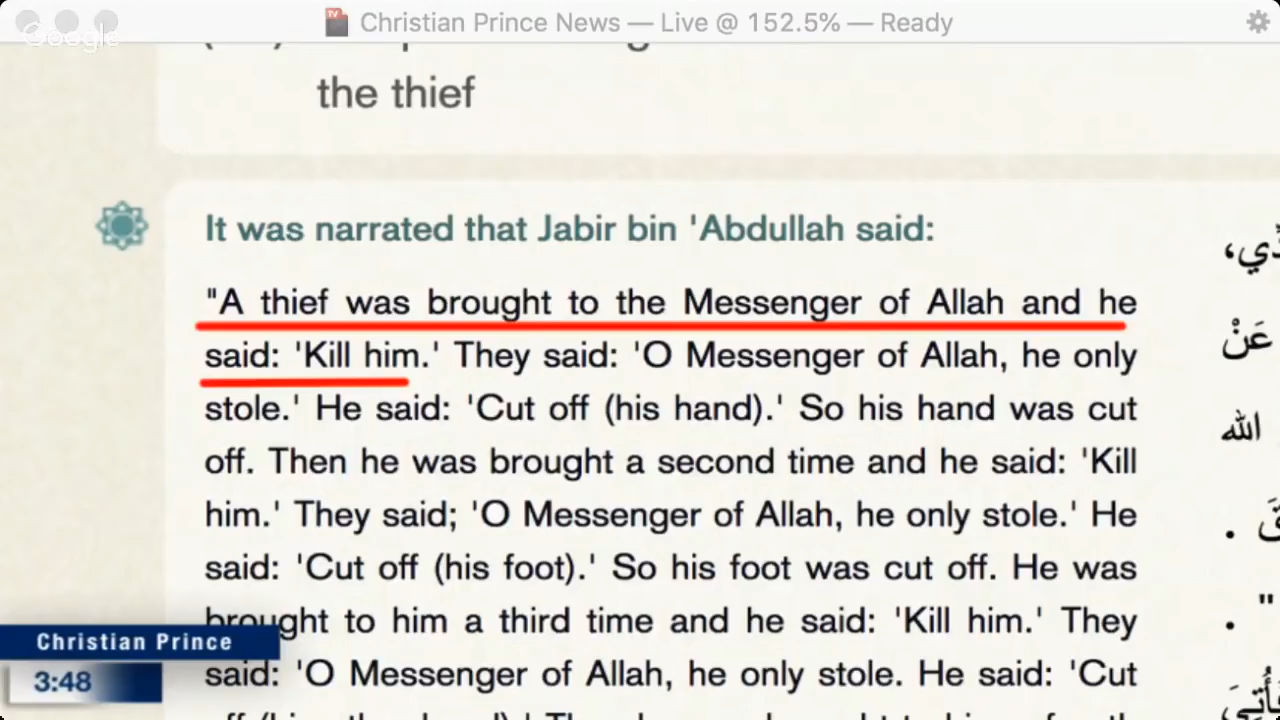 Christian Prince News — Live @ 152.5% — Ready
Google
the thief
It was narrated that Jabir bin 'Abdullah said:
"A thief was brought to the Messenger of Allah and he
said: 'Kill him.' They said: 'O Messenger of Allah, he only
stole.' He said: 'Cut off (his hand).' So his hand was cut
off. Then he was brought a second time and he said: 'Kill
him.' They said; 'O Messenger of Allah, he only stole.' He
said: 'Cut off (his foot).' So his foot was cut off. He was
brought to him a third time and he said: 'Kill him.' They
said: 'O Messenger of Allah, he only stole. He said: 'Cut
عَنْ
الله
Christian Prince
3:48